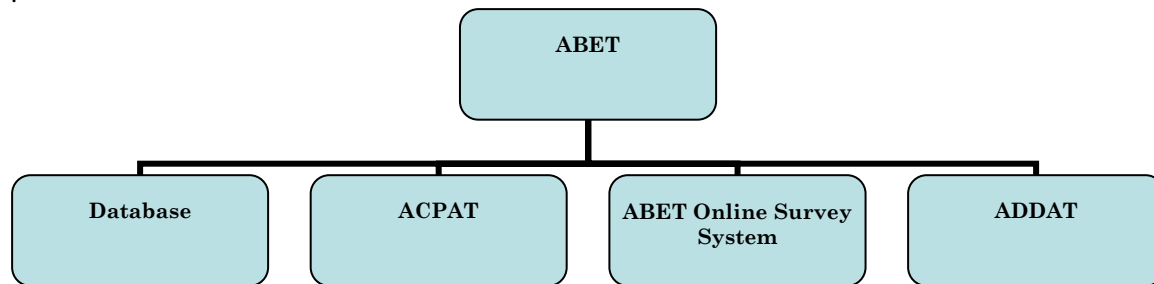 ABET
Database
ACPAT
ABET Online Survey
System
ADDAT